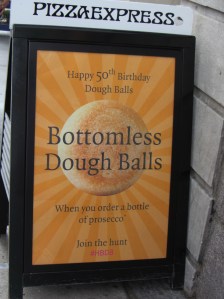 PIZZAEXPRESS
Happy 50th Birthday
Dough Balls
Bottomless
Dough Balls
When you order a bottle
of prosecco
Join the hunt